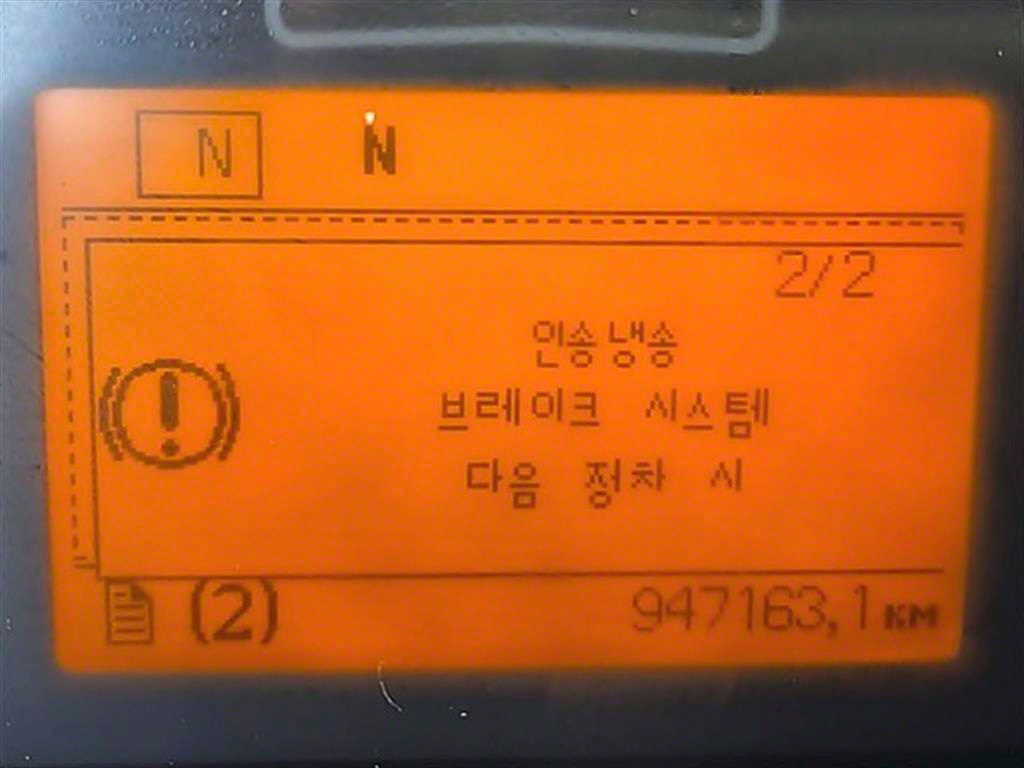 N N
2/2
인송냉송
브레이크 시스템
다음 정차 시
(2) 947163,1 км